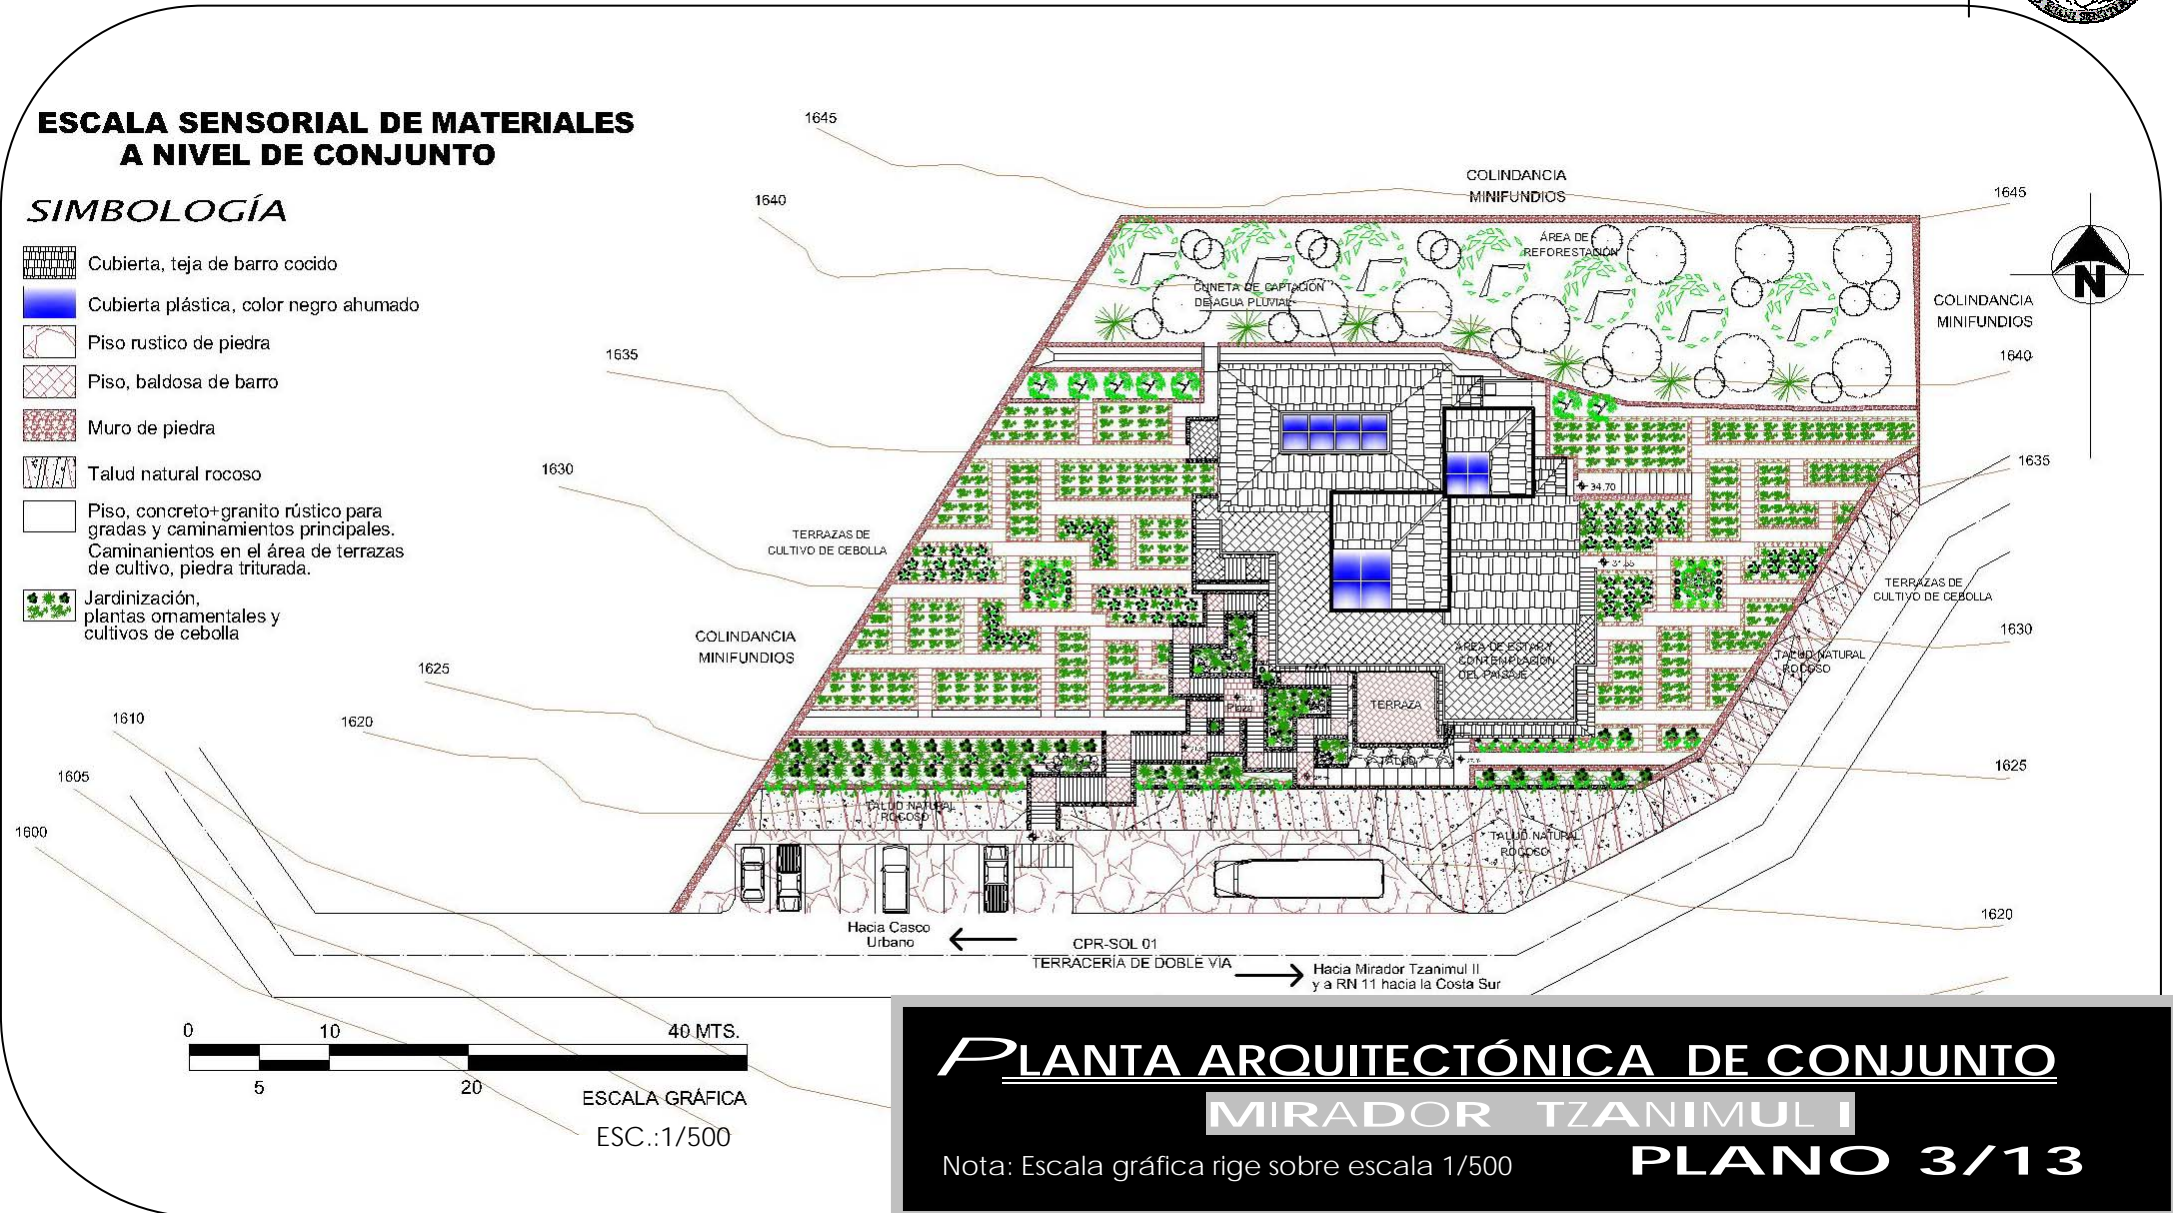 ESCALA SENSORIAL DE MATERIALES
A NIVEL DE CONJUNTO
SIMBOLOGÍA
Cubierta, teja de barro cocido
Cubierta plástica, color negro ahumado
Piso rustico de piedra
Piso, baldosa de barro
Muro de piedra
Talud natural rocoso
Piso, concreto+granito rústico para
gradas y caminamientos principales.
Caminanientos en el área de terrazas
de cultivo, piedra triturada.
Jardinización,
plantas ornamentales y
cultivos de cebolla
1645
1640
1635
1630
1625
1620
1610
1605
1600
COLINDANCIA
MINIFUNDIOS
1645
ÁREA DE
REFORESTACIÓN
CUNETA DE CAPTACIÓN
DE AGUA PLUVIAL
N
COLINDANCIA
MINIFUNDIOS
1640
1635
34.70
TERRAZAS DE
CULTIVO DE CEBOLLA
TERRAZAS DE
CULTIVO DE CEBOLLA
COLINDANCIA
MINIFUNDIOS
1630
ÁREA DE ESTAR Y
CONTEMPLACIÓN
DEL PAISAJE
TALUD NATURAL
ROCOSO
TERRAZA
TALUD
1625
TALUD NATURAL
ROCOSO
TALUD NATURAL
ROCOSO
1620
Hacia Casco
Urbano
CPR-SOL 01
TERRACERÍA DE DOBLE VÍA
Hacia Mirador Tzanimul II
y a RN 11 hacia la Costa Sur
0 10 40 MTS.
5 20
ESCALA GRÁFICA
ESC.:1/500
PLANTA ARQUITECTÓNICA DE CONJUNTO
MIRADOR TZANIMUL I
Nota: Escala gráfica rige sobre escala 1/500
PLANO 3/13